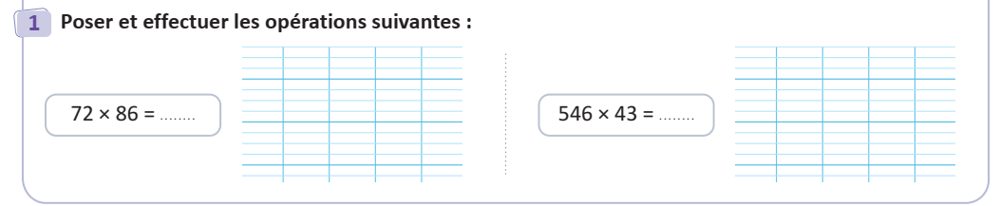 1 Poser et effectuer les opérations suivantes :
72 × 86 = ........
546 × 43 = ........